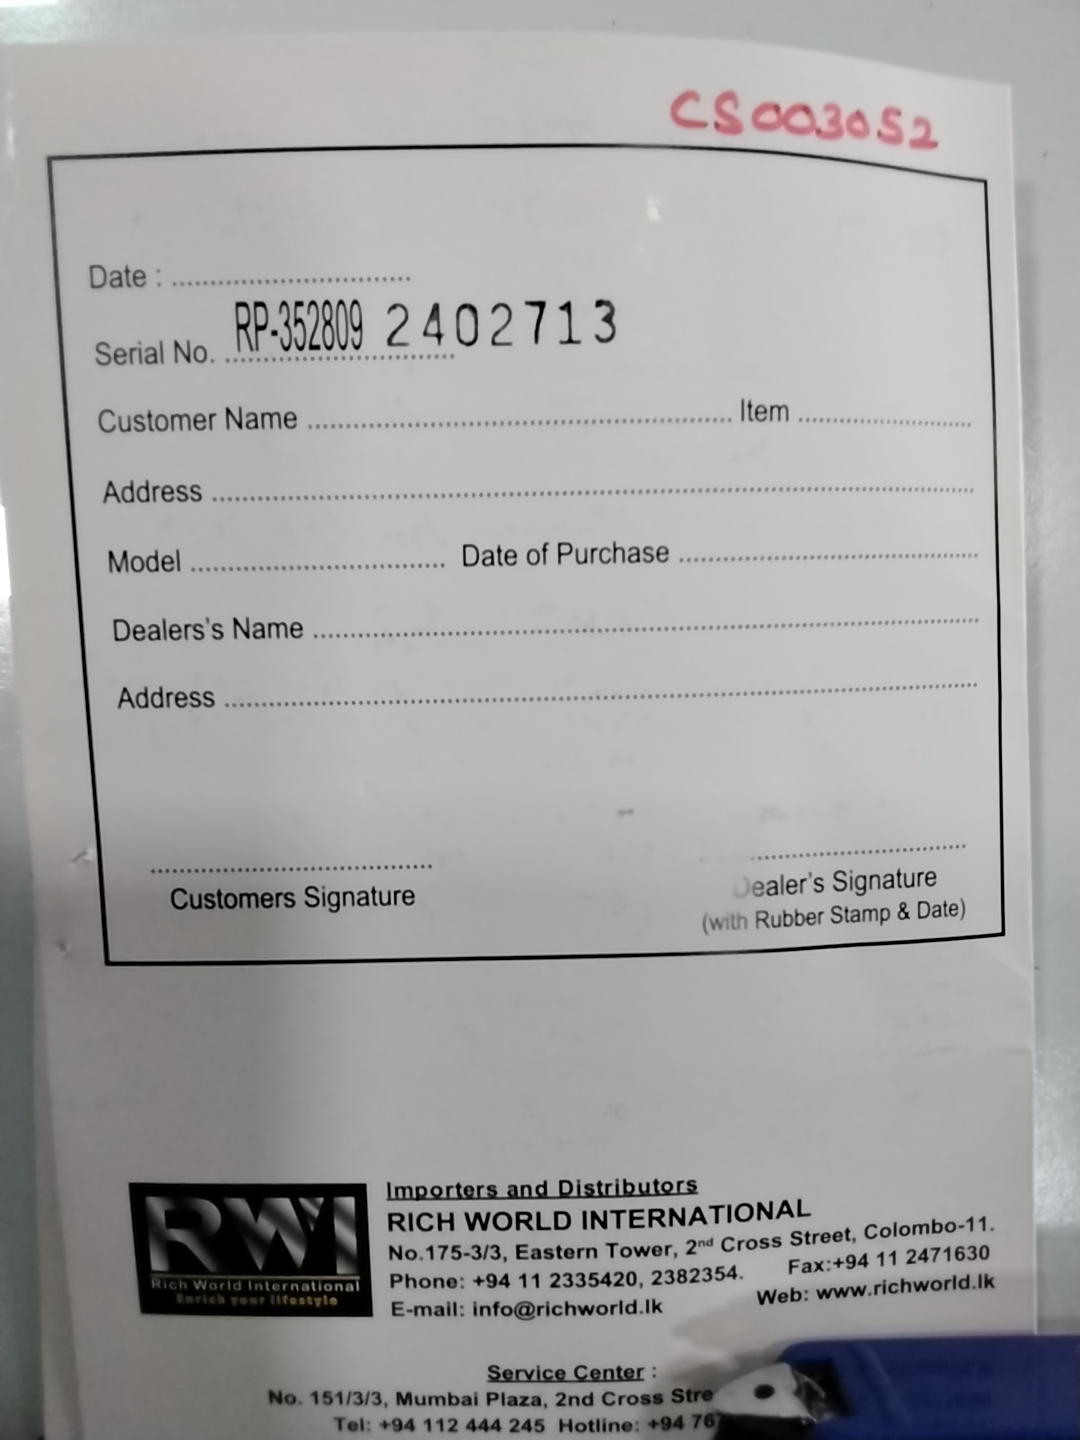 CS003052
Date : ..............................
Serial No. RP-352809 2402713
Customer Name .................................................... Item .....................
Address ..............................................................................................
Model ............................... Date of Purchase .....................................
Dealers's Name .................................................................................
Address ..............................................................................................
Customers Signature
Dealer's Signature
(with Rubber Stamp & Date)
RWI
Rich World International
Enrich your lifestyle
Importers and Distributors
RICH WORLD INTERNATIONAL
No.175-3/3, Eastern Tower, 2nd Cross Street, Colombo-11.
Phone: +94 11 2335420, 2382354. Fax:+94 11 2471630
E-mail: info@richworld.lk Web: www.richworld.lk
Service Center :
No. 151/3/3, Mumbai Plaza, 2nd Cross Stre
Tel: +94 112 444 245 Hotline: +94 76